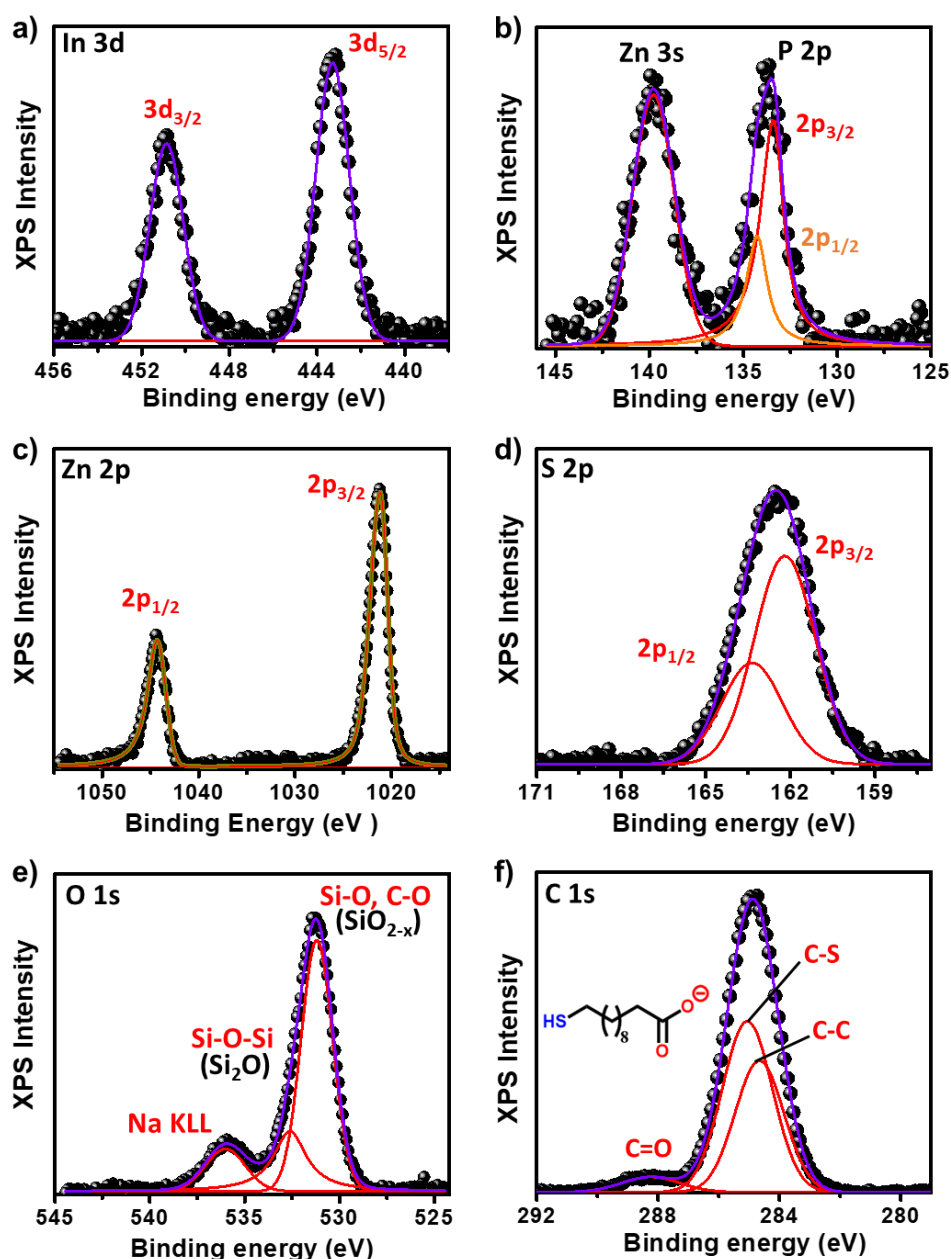 a)
In 3d
3d₅/₂
3d₃/₂
XPS Intensity
456 452 448 444 440
Binding energy (eV)
b)
Zn 3s
P 2p
2p₃/₂
2p₁/₂
XPS Intensity
145 140 135 130 125
Binding energy (eV)
c)
Zn 2p
2p₃/₂
2p₁/₂
XPS Intensity
1050 1040 1030 1020
Binding Energy (eV )
d)
S 2p
2p₃/₂
2p₁/₂
XPS Intensity
171 168 165 162 159
Binding energy (eV)
e)
O 1s
Si-O, C-O
(SiO₂₋ₓ)
Si-O-Si
(Si₂O)
Na KLL
XPS Intensity
545 540 535 530 525
Binding energy (eV)
f)
C 1s
C-S
C-C
HS ( )₈ O⊖
O
C=O
XPS Intensity
292 288 284 280
Binding energy (eV)